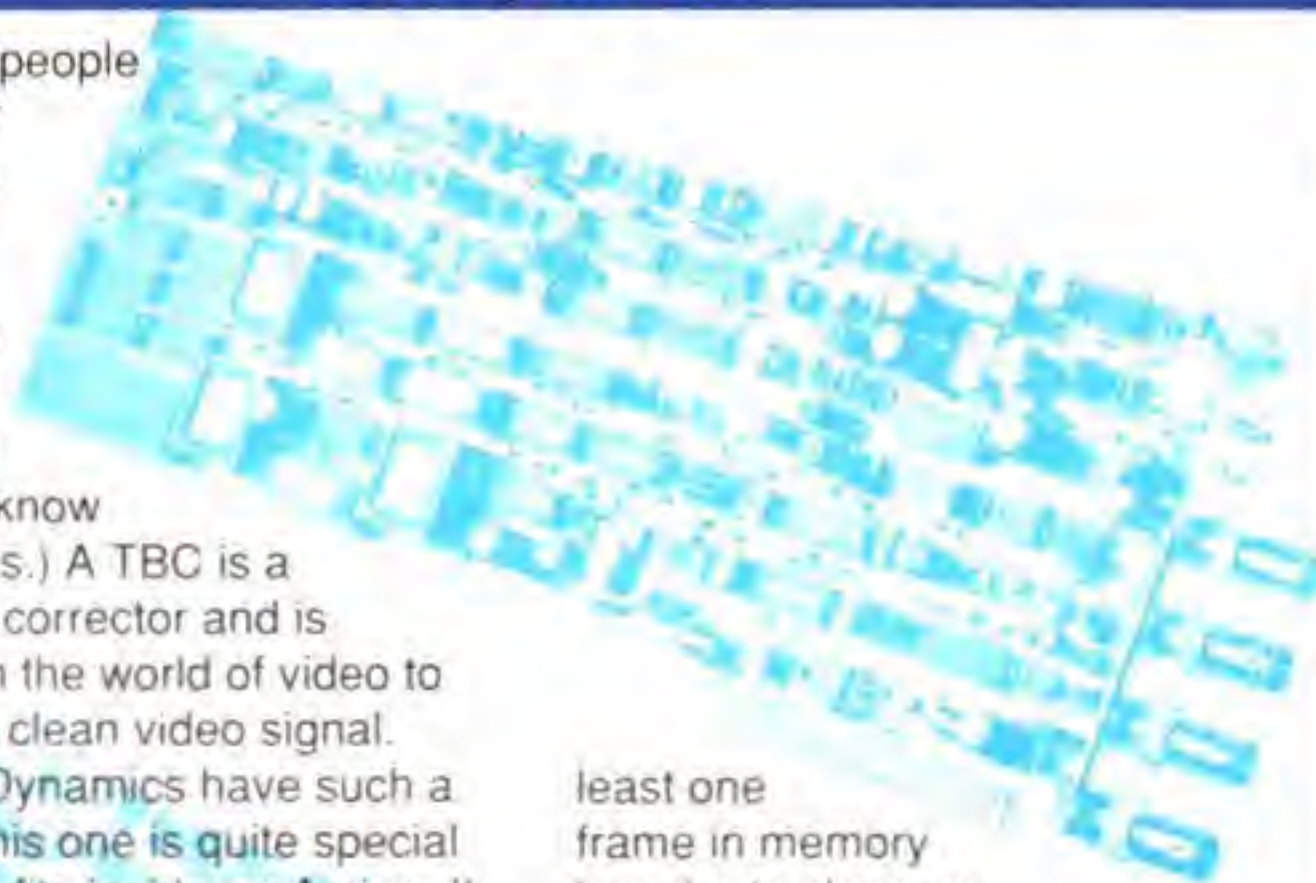 people
know
s.) A TBC is a
corrector and is
the world of video to
clean video signal.
Dynamics have such a
his one is quite special
least one
frame in memory